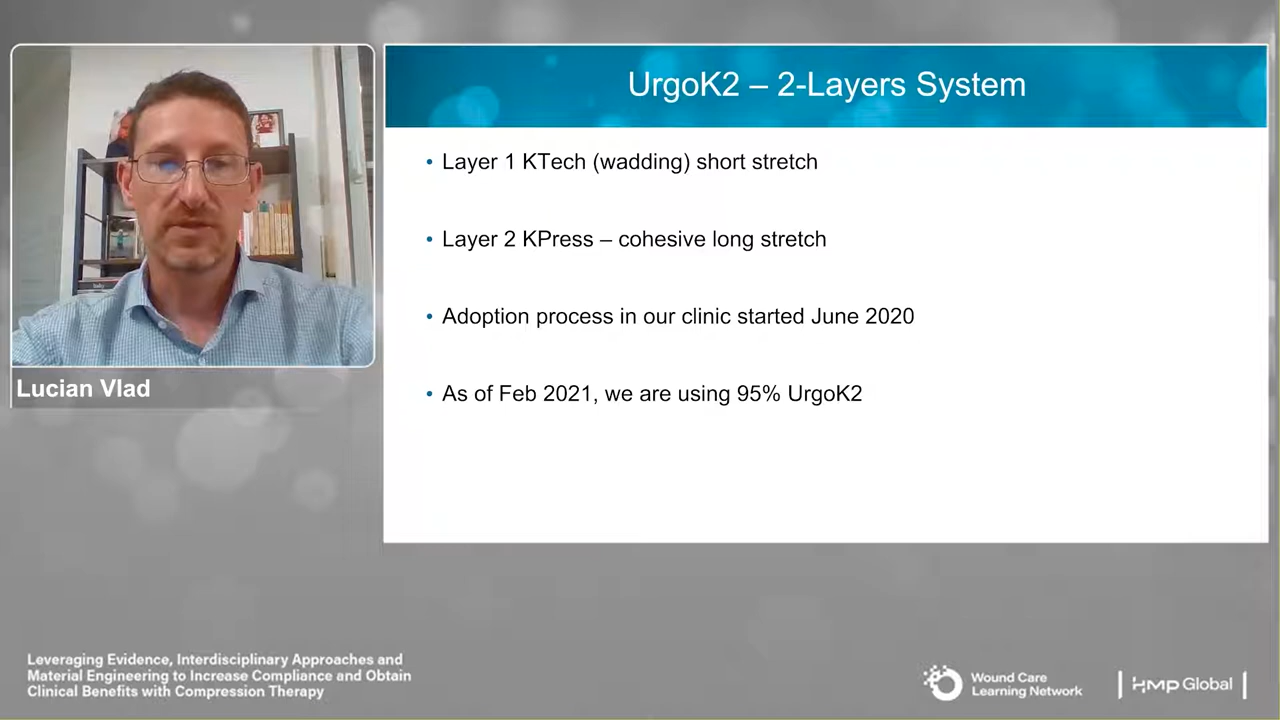 UrgoK2 – 2-Layers System
• Layer 1 KTech (wadding) short stretch
• Layer 2 KPress – cohesive long stretch
• Adoption process in our clinic started June 2020
• As of Feb 2021, we are using 95% UrgoK2
Lucian Vlad
Leveraging Evidence, Interdisciplinary Approaches and
Material Engineering to Increase Compliance and Obtain
Clinical Benefits with Compression Therapy
Wound Care
Learning Network
HMP Global